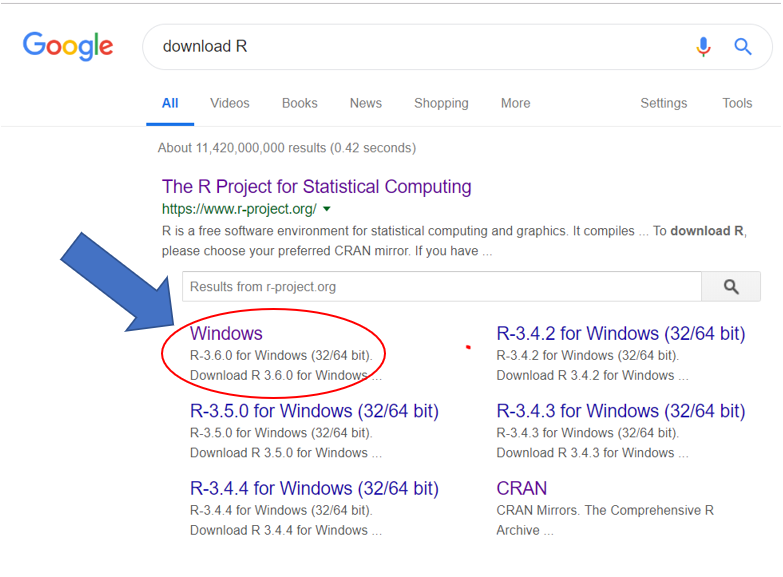 Google
download R
All Videos Books News Shopping More Settings Tools
About 11,420,000,000 results (0.42 seconds)
The R Project for Statistical Computing
https://www.r-project.org/
R is a free software environment for statistical computing and graphics. It compiles ... To download R,
please choose your preferred CRAN mirror. If you have ...
Results from r-project.org
Windows
R-3.6.0 for Windows (32/64 bit).
Download R 3.6.0 for Windows ...
R-3.4.2 for Windows (32/64 bit)
R-3.4.2 for Windows (32/64 bit).
Download R 3.4.2 for Windows ...
R-3.5.0 for Windows (32/64 bit)
R-3.5.0 for Windows (32/64 bit).
Download R 3.5.0 for Windows ...
R-3.4.3 for Windows (32/64 bit)
R-3.4.3 for Windows (32/64 bit).
Download R 3.4.3 for Windows ...
R-3.4.4 for Windows (32/64 bit)
R-3.4.4 for Windows (32/64 bit).
Download R 3.4.4 for Windows ...
CRAN
CRAN Mirrors. The Comprehensive R
Archive ...